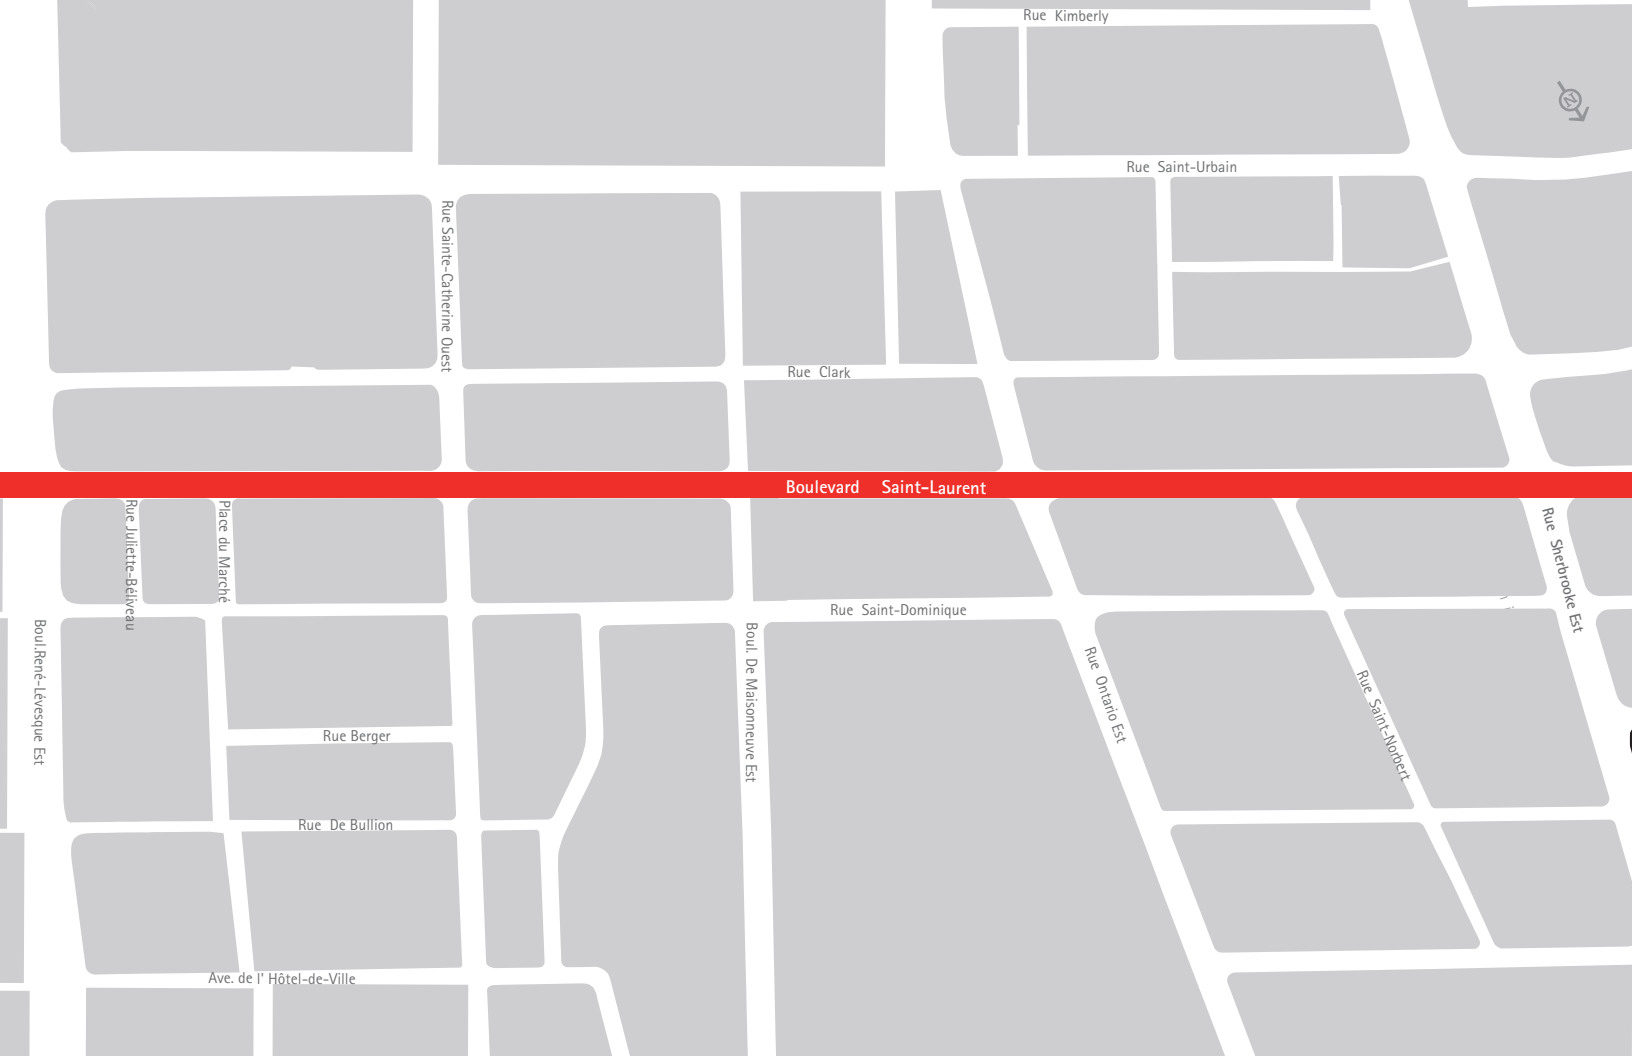 Rue Kimberly
N
Rue Saint-Urbain
Rue Sainte-Catherine Ouest
Rue Clark
Boulevard Saint-Laurent
Rue Juliette-Béliveau
Place du Marché
Rue Sherbrooke Est
Rue Saint-Dominique
Boul.René-Lévesque Est
Boul. De Maisonneuve Est
Rue Ontario Est
Rue Saint-Norbert
Rue Berger
Rue De Bullion
Ave. de l' Hôtel-de-Ville